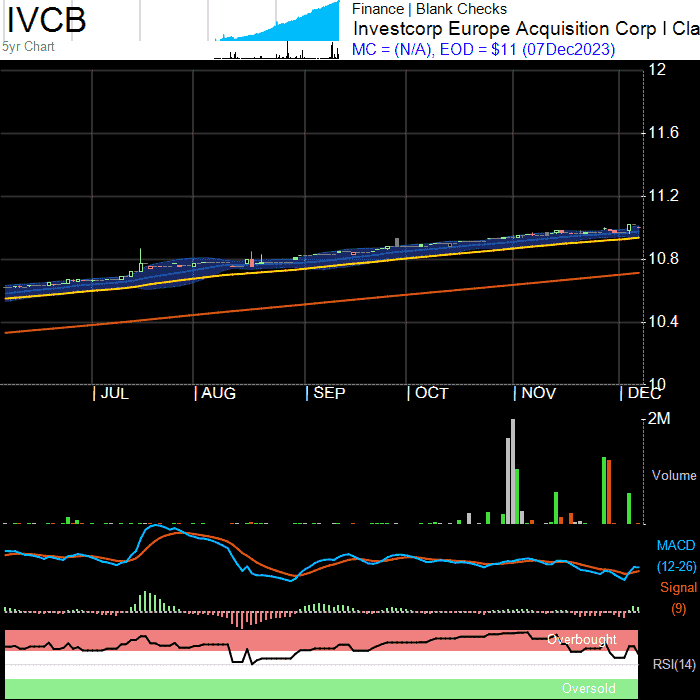 IVCB
5yr Chart
Finance | Blank Checks
Investcorp Europe Acquisition Corp I Cla
MC = (N/A), EOD = $11 (07Dec2023)
12
11.6
11.2
10.8
10.4
10
| JUL | AUG | SEP | OCT | NOV | DEC
2M
Volume
MACD
(12-26)
Signal
(9)
Overbought
RSI(14)
Oversold